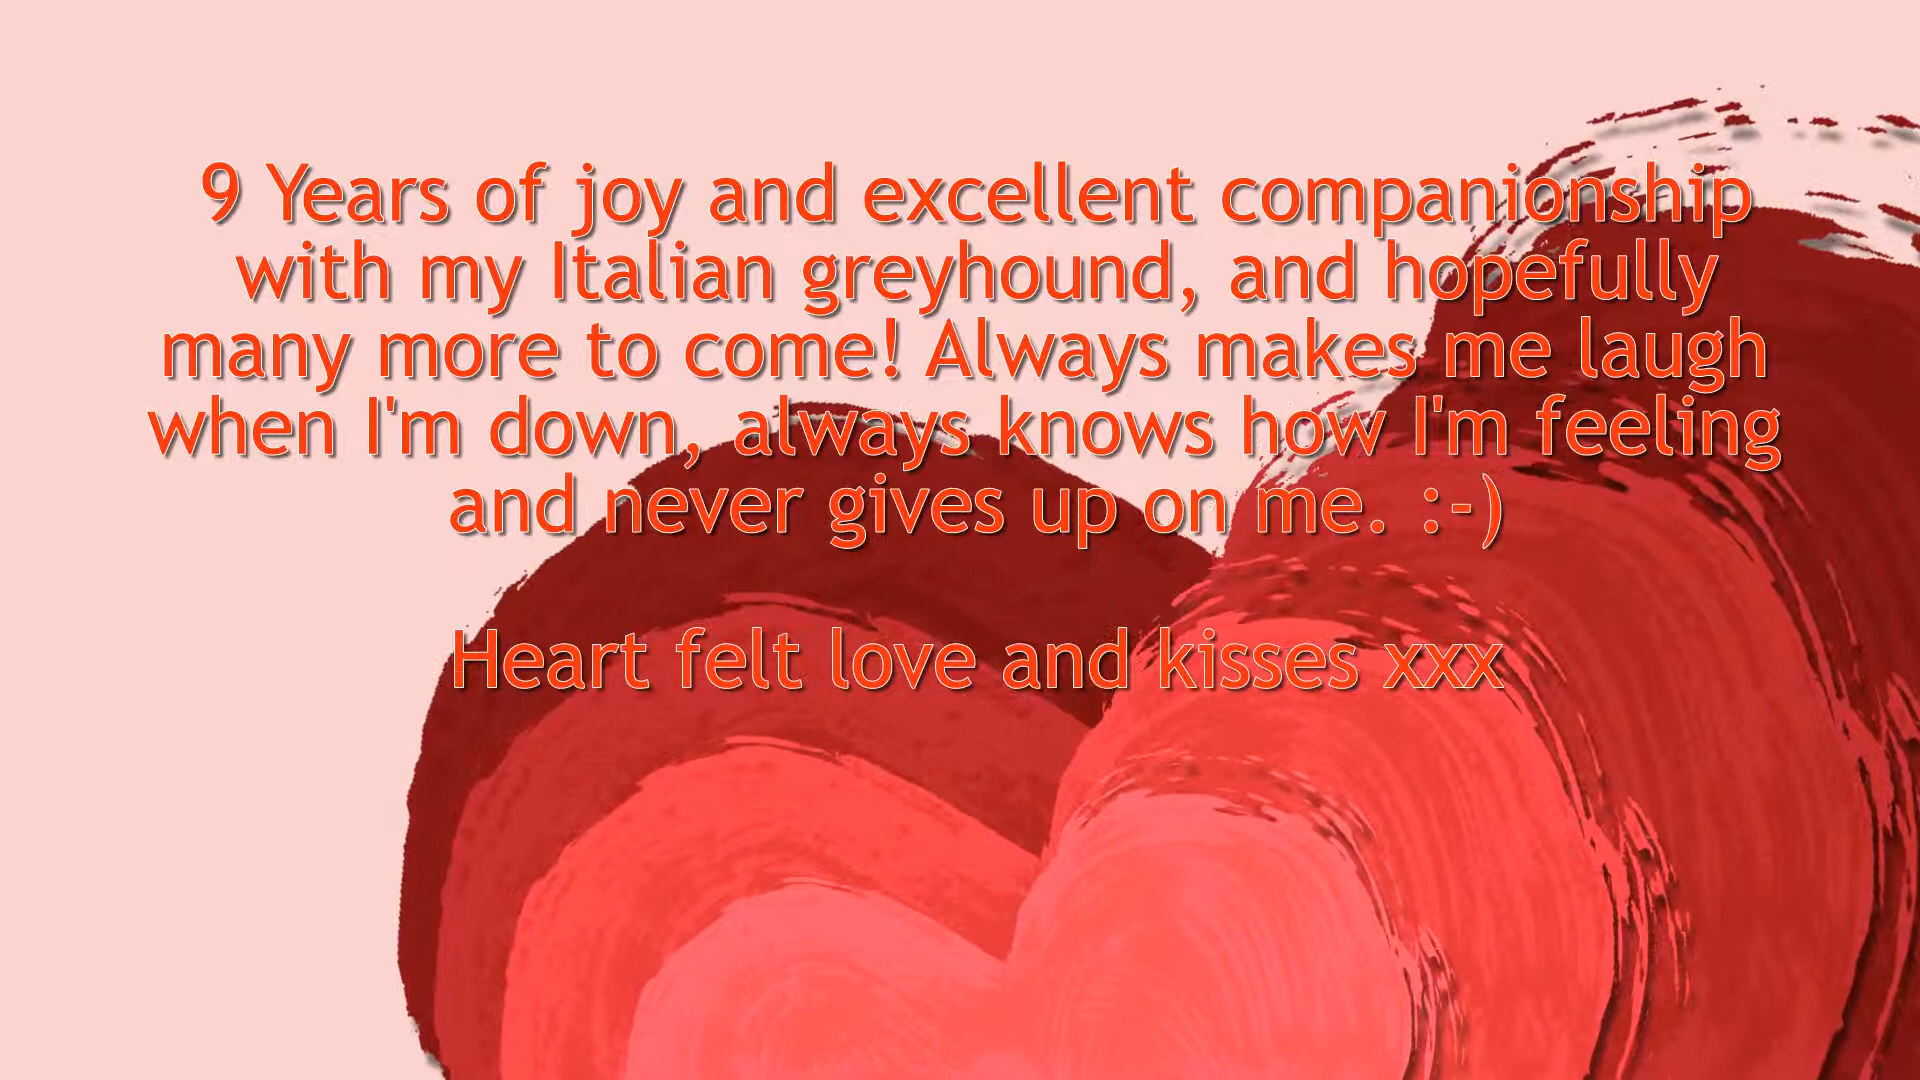 9 Years of joy and excellent companionship
with my Italian greyhound, and hopefully
many more to come! Always makes me laugh
when I'm down, always knows how I'm feeling
and never gives up on me. :-)
Heart felt love and kisses xxx